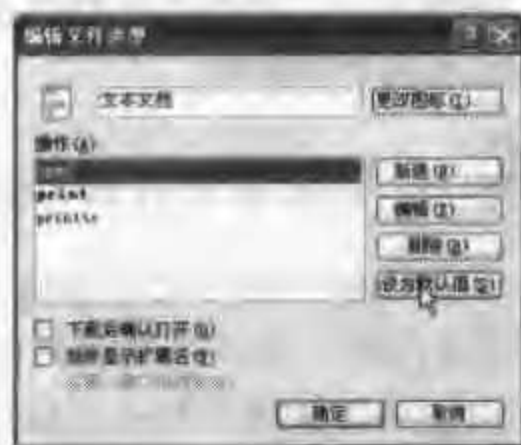 编辑文件类型
文本文档
更改图标(I)...
操作(A):
print
printto
新建(N)...
编辑(E)...
删除(R)
设为默认值(S)
下载后确认打开(O)
始终显示扩展名(W)
确定
取消